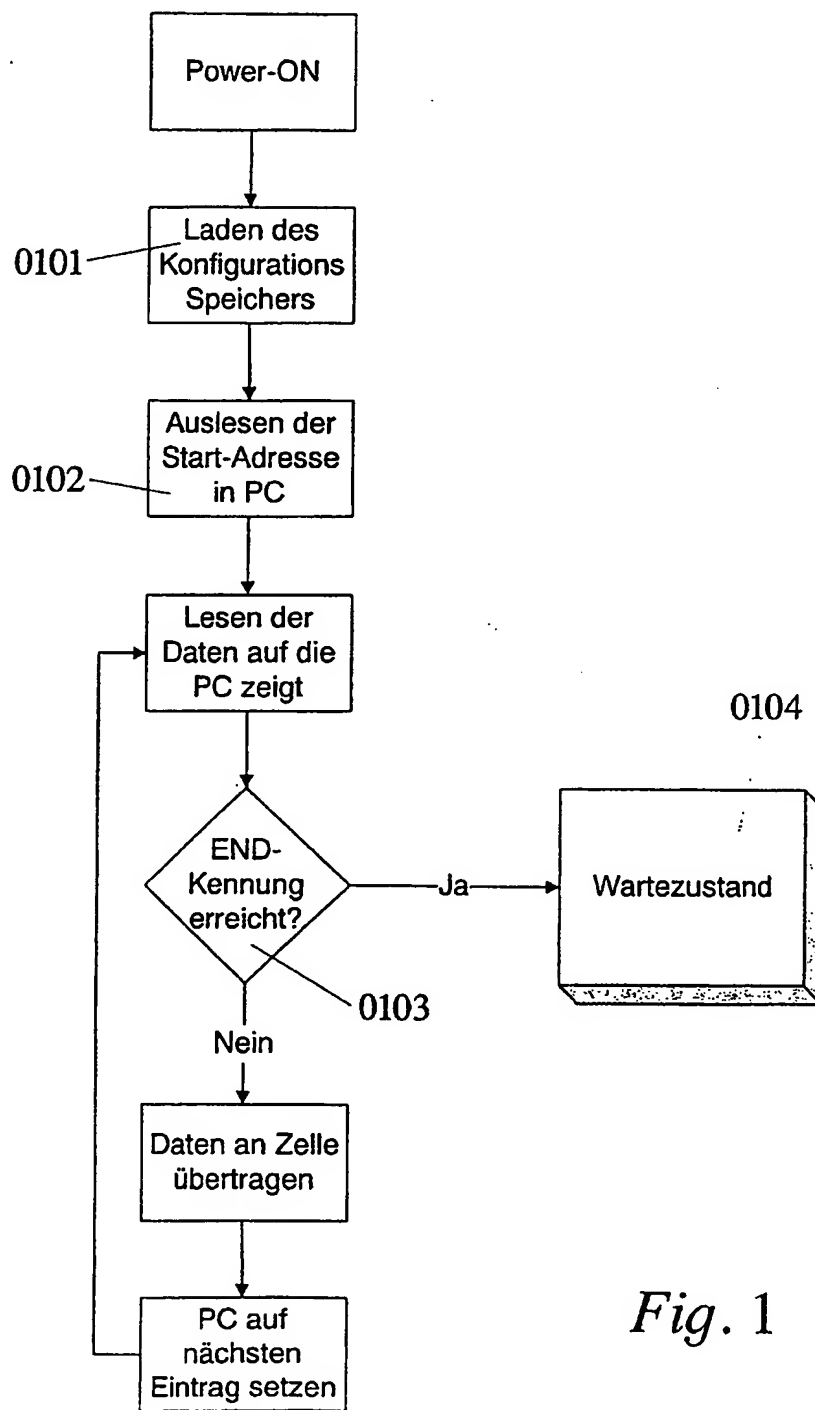 Power-ON
0101
Laden des
Konfigurations
Speichers
0102
Auslesen der
Start-Adresse
in PC
Lesen der
Daten auf die
PC zeigt
0104
END-
Kennung
erreicht?
Ja
Wartezustand
0103
Nein
Daten an Zelle
übertragen
PC auf
nächsten
Eintrag setzen
Fig. 1